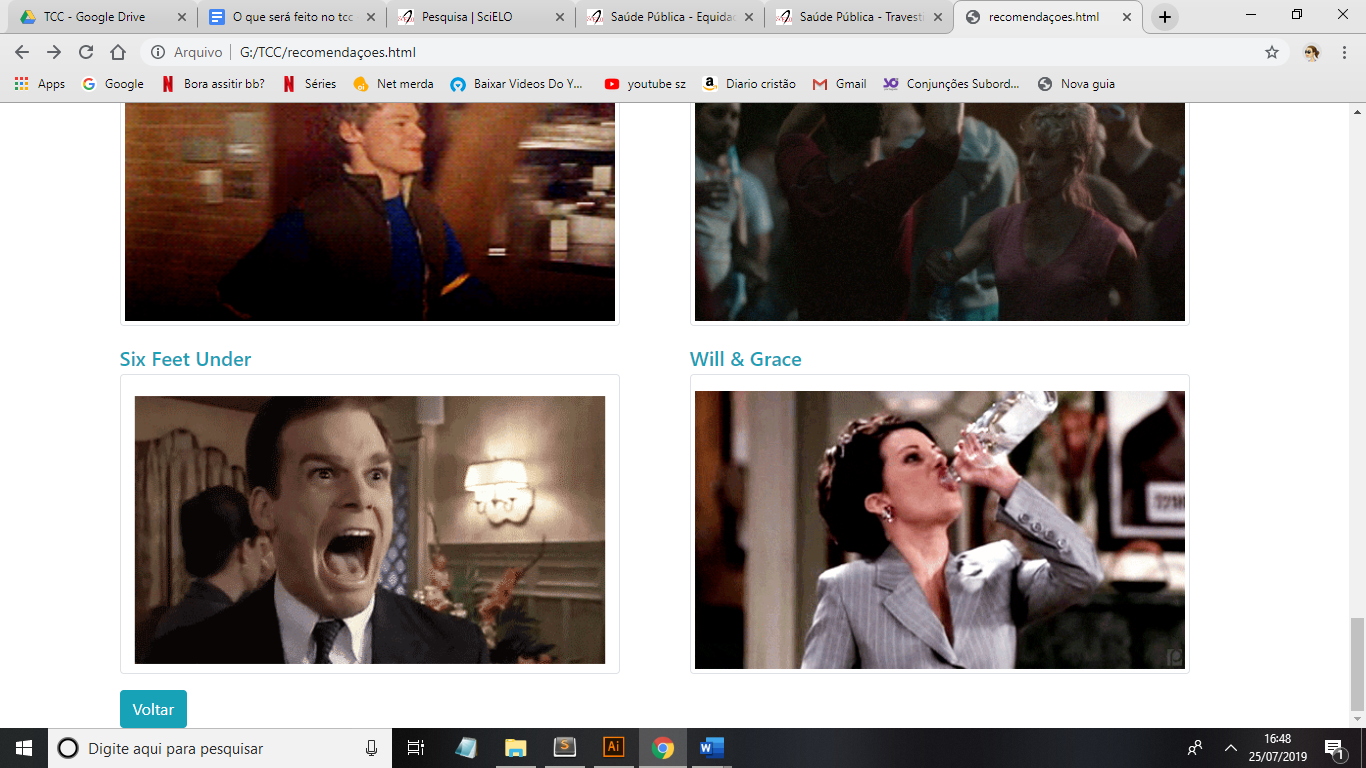 TCC - Google Drive
O que será feito no tcc
Pesquisa | SciELO
Saúde Pública - Equidad
Saúde Pública - Travest
recomendaçoes.html
Arquivo
G:/TCC/recomendaçoes.html
Apps
Google
Bora assitir bb?
Séries
Net merda
Baixar Videos Do Y...
youtube sz
Diario cristão
Gmail
Conjunções Subord...
Nova guia
Six Feet Under
Will & Grace
Voltar
Digite aqui para pesquisar
16:48
25/07/2019
1